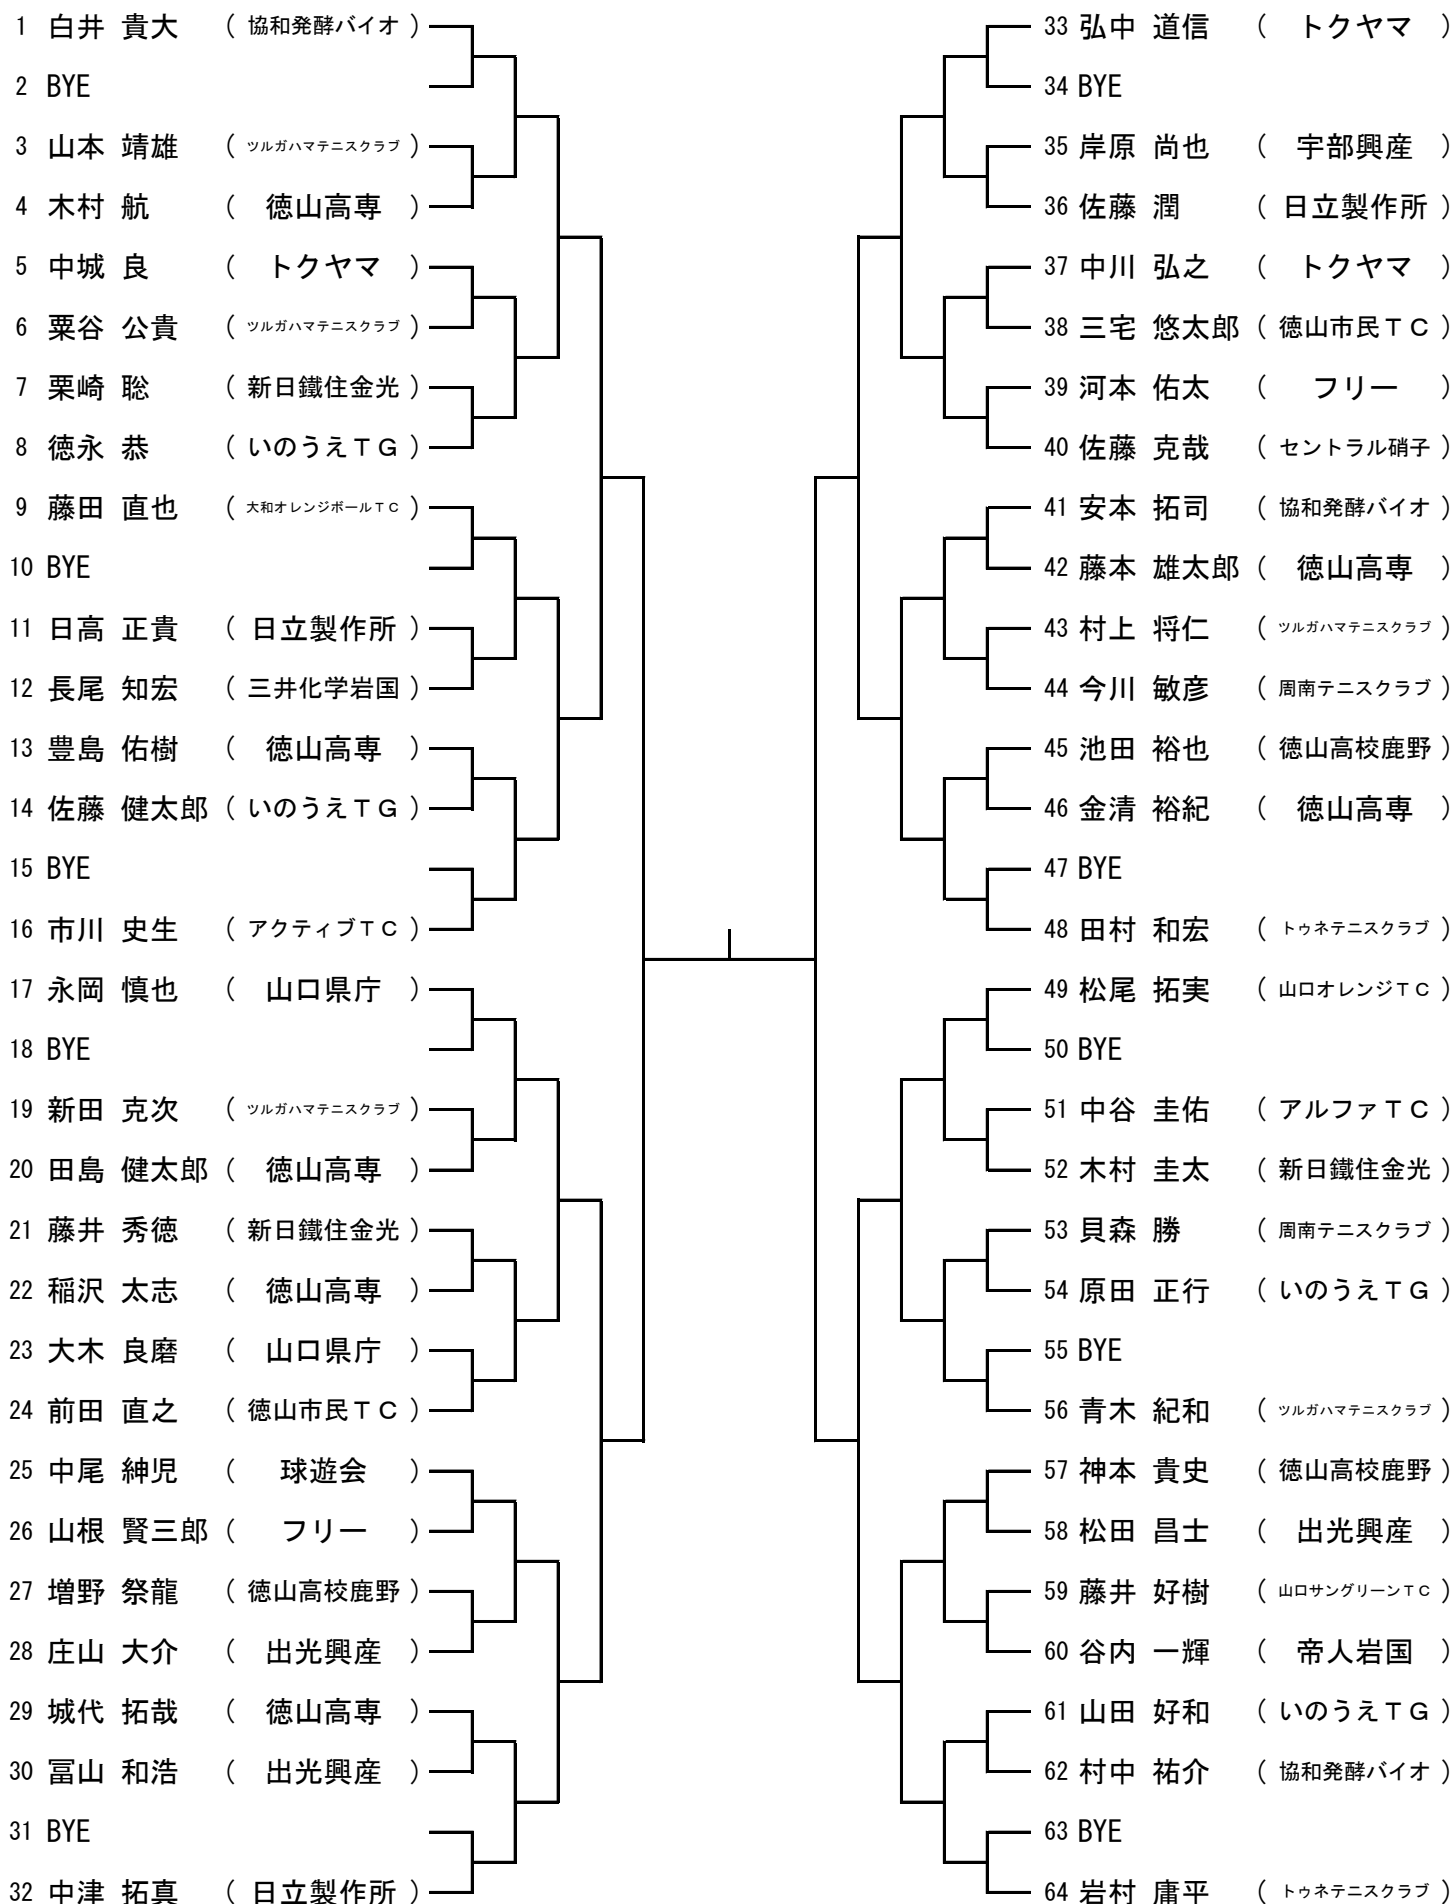 1 白井 貴大 ( 協和発酵バイオ )
2 BYE
3 山本 靖雄 ( ツルガハマテニスクラブ )
4 木村 航 ( 徳山高専 )
5 中城 良 ( トクヤマ )
6 粟谷 公貴 ( ツルガハマテニスクラブ )
7 栗崎 聡 ( 新日鐵住金光 )
8 徳永 恭 ( いのうえTG )
9 藤田 直也 ( 大和オレンジボールTC )
10 BYE
11 日高 正貴 ( 日立製作所 )
12 長尾 知宏 ( 三井化学岩国 )
13 豊島 佑樹 ( 徳山高専 )
14 佐藤 健太郎 ( いのうえTG )
15 BYE
16 市川 史生 ( アクティブTC )
17 永岡 慎也 ( 山口県庁 )
18 BYE
19 新田 克次 ( ツルガハマテニスクラブ )
20 田島 健太郎 ( 徳山高専 )
21 藤井 秀徳 ( 新日鐵住金光 )
22 稲沢 太志 ( 徳山高専 )
23 大木 良磨 ( 山口県庁 )
24 前田 直之 ( 徳山市民TC )
25 中尾 紳児 ( 球遊会 )
26 山根 賢三郎 ( フリー )
27 増野 祭龍 ( 徳山高校鹿野 )
28 庄山 大介 ( 出光興産 )
29 城代 拓哉 ( 徳山高専 )
30 冨山 和浩 ( 出光興産 )
31 BYE
32 中津 拓真 ( 日立製作所 )
33 弘中 道信 ( トクヤマ )
34 BYE
35 岸原 尚也 ( 宇部興産 )
36 佐藤 潤 ( 日立製作所 )
37 中川 弘之 ( トクヤマ )
38 三宅 悠太郎 ( 徳山市民TC )
39 河本 佑太 ( フリー )
40 佐藤 克哉 ( セントラル硝子 )
41 安本 拓司 ( 協和発酵バイオ )
42 藤本 雄太郎 ( 徳山高専 )
43 村上 将仁 ( ツルガハマテニスクラブ )
44 今川 敏彦 ( 周南テニスクラブ )
45 池田 裕也 ( 徳山高校鹿野 )
46 金清 裕紀 ( 徳山高専 )
47 BYE
48 田村 和宏 ( トゥネテニスクラブ )
49 松尾 拓実 ( 山口オレンジTC )
50 BYE
51 中谷 圭佑 ( アルファTC )
52 木村 圭太 ( 新日鐵住金光 )
53 貝森 勝 ( 周南テニスクラブ )
54 原田 正行 ( いのうえTG )
55 BYE
56 青木 紀和 ( ツルガハマテニスクラブ )
57 神本 貴史 ( 徳山高校鹿野 )
58 松田 昌士 ( 出光興産 )
59 藤井 好樹 ( 山口サングリーンTC )
60 谷内 一輝 ( 帝人岩国 )
61 山田 好和 ( いのうえTG )
62 村中 祐介 ( 協和発酵バイオ )
63 BYE
64 岩村 庸平 ( トゥネテニスクラブ )